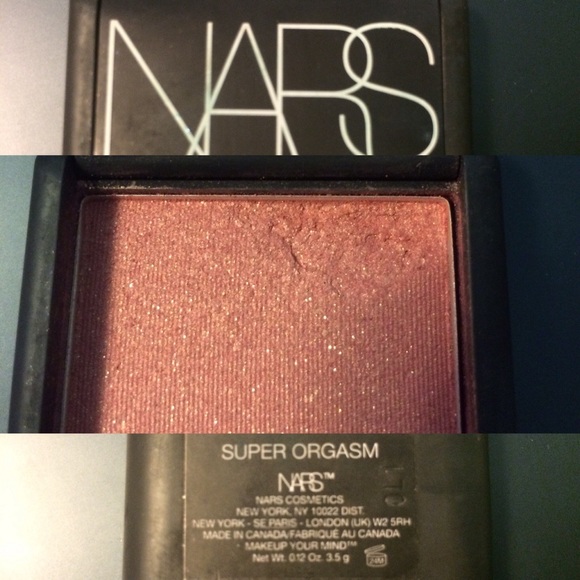 NARS
SUPER ORGASM
NARS™
NARS COSMETICS
NEW YORK, NY 10022 DIST.
NEW YORK - SE PARIS - LONDON (UK) W2 5RH
MADE IN CANADA/FABRIQUÉ AU CANADA
MAKEUP YOUR MIND™
Net Wt. 0.12 Oz. 3.5 g
24M